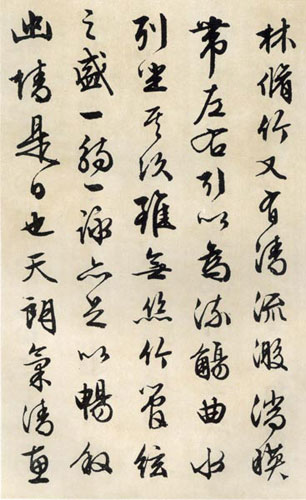 林脩竹又有清流激湍暎
帶左右引以為流觴曲水
列坐其次雖無絲竹管絃
之盛一觴一詠亦足以暢敘
幽情是日也天朗氣清惠